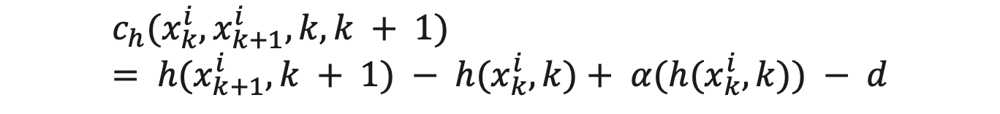 c_h(x_k^i, x_{k+1}^i, k, k + 1)
= h(x_{k+1}^i, k + 1) − h(x_k^i, k) + α(h(x_k^i, k)) − d